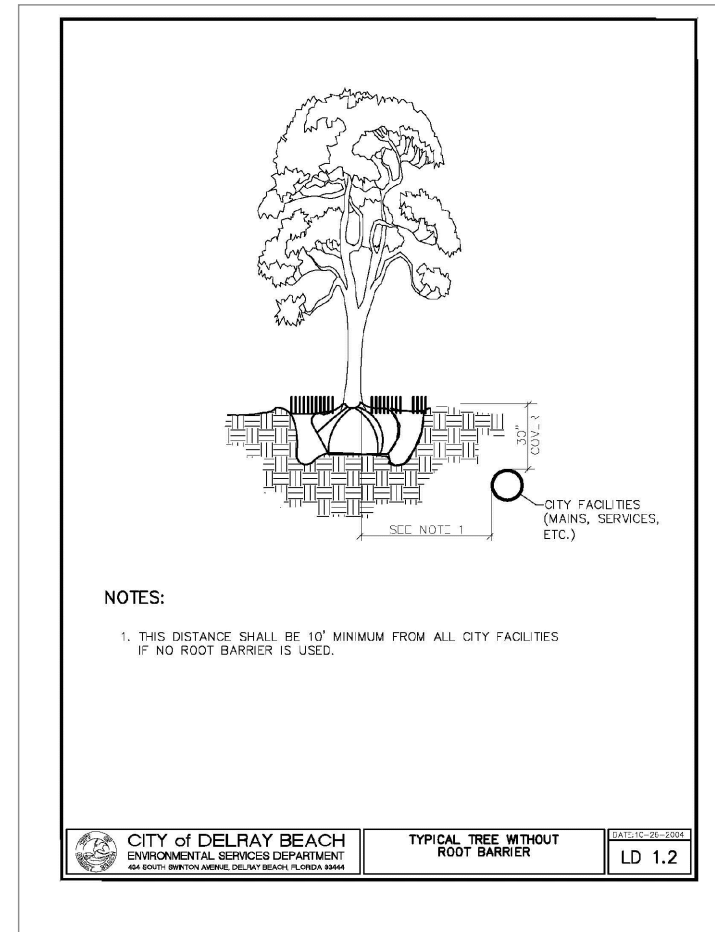 30"
COVER
CITY FACILITIES
(MAINS, SERVICES,
ETC.)
SEE NOTE 1
NOTES:
1. THIS DISTANCE SHALL BE 10' MINIMUM FROM ALL CITY FACILITIES
IF NO ROOT BARRIER IS USED.
CITY of DELRAY BEACH
ENVIRONMENTAL SERVICES DEPARTMENT
434 SOUTH SWINTON AVENUE, DELRAY BEACH, FLORIDA 33444
TYPICAL TREE WITHOUT
ROOT BARRIER
DATE:10-26-2004
LD 1.2